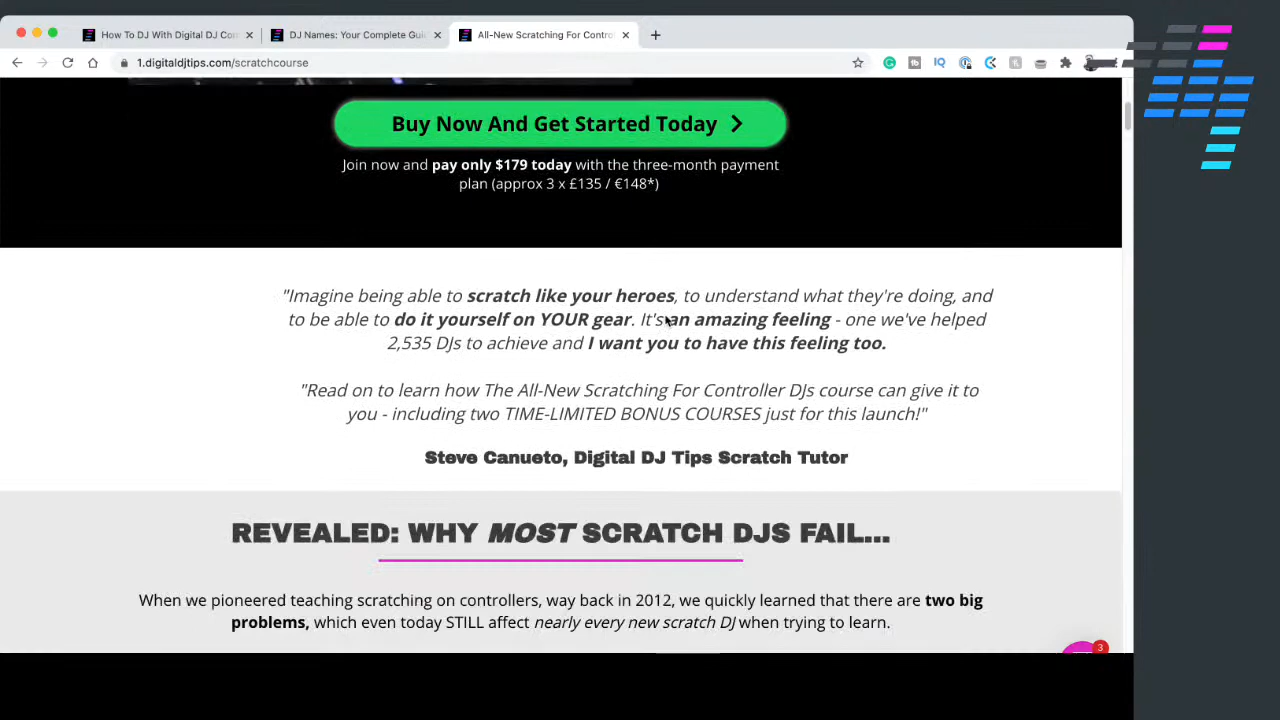 How To DJ With Digital DJ Con
DJ Names: Your Complete Gui
All-New Scratching For Contro
1.digitaldjtips.com/scratchcourse
IQ
Buy Now And Get Started Today
Join now and pay only $179 today with the three-month payment
plan (approx 3 x £135 / €148*)
"Imagine being able to scratch like your heroes, to understand what they're doing, and
to be able to do it yourself on YOUR gear. It's an amazing feeling - one we've helped
2,535 DJs to achieve and I want you to have this feeling too.
"Read on to learn how The All-New Scratching For Controller DJs course can give it to
you - including two TIME-LIMITED BONUS COURSES just for this launch!"
Steve Canueto, Digital DJ Tips Scratch Tutor
REVEALED: WHY MOST SCRATCH DJS FAIL...
When we pioneered teaching scratching on controllers, way back in 2012, we quickly learned that there are two big
problems, which even today STILL affect nearly every new scratch DJ when trying to learn.
3